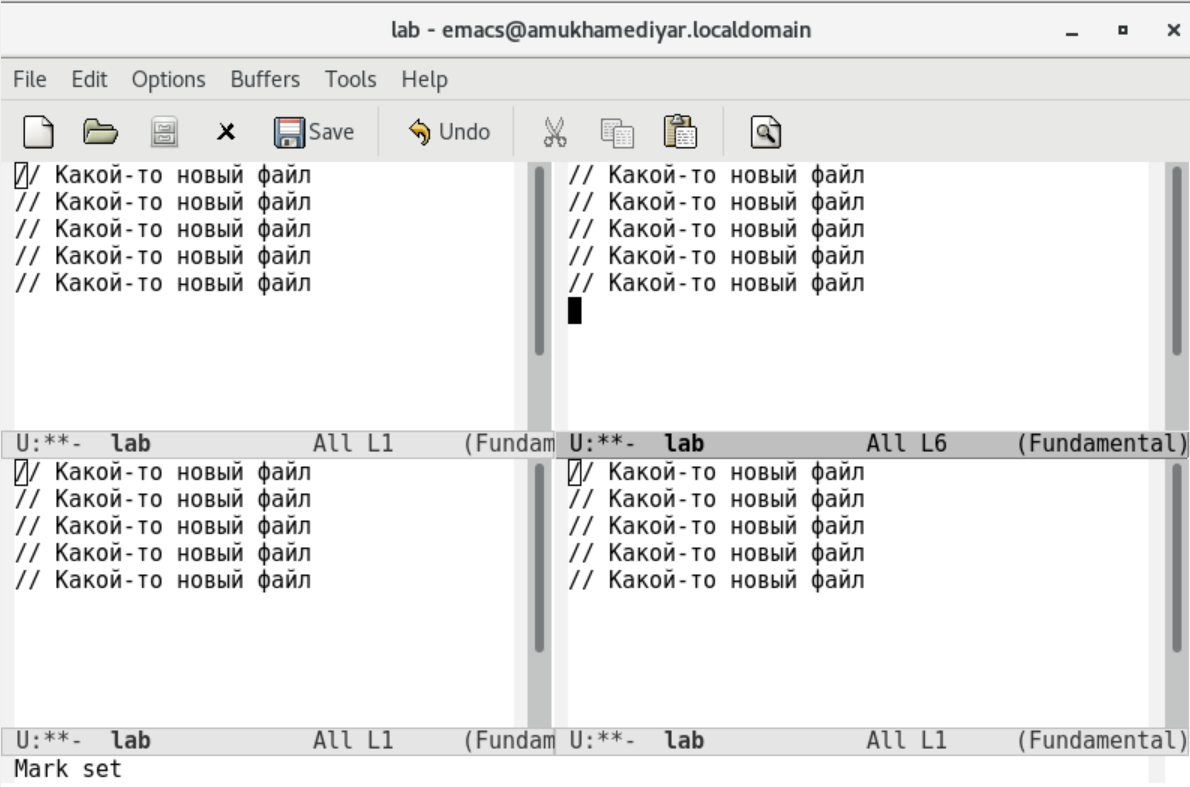 lab - emacs@amukhamediyar.localdomain
File Edit Options Buffers Tools Help
Save Undo
// Какой-то новый файл
// Какой-то новый файл
// Какой-то новый файл
// Какой-то новый файл
// Какой-то новый файл
U:**- lab All L1 (Fundam
// Какой-то новый файл
// Какой-то новый файл
// Какой-то новый файл
// Какой-то новый файл
// Какой-то новый файл
U:**- lab All L6 (Fundamental)
// Какой-то новый файл
// Какой-то новый файл
// Какой-то новый файл
// Какой-то новый файл
// Какой-то новый файл
U:**- lab All L1 (Fundam
// Какой-то новый файл
// Какой-то новый файл
// Какой-то новый файл
// Какой-то новый файл
// Какой-то новый файл
U:**- lab All L1 (Fundamental)
Mark set